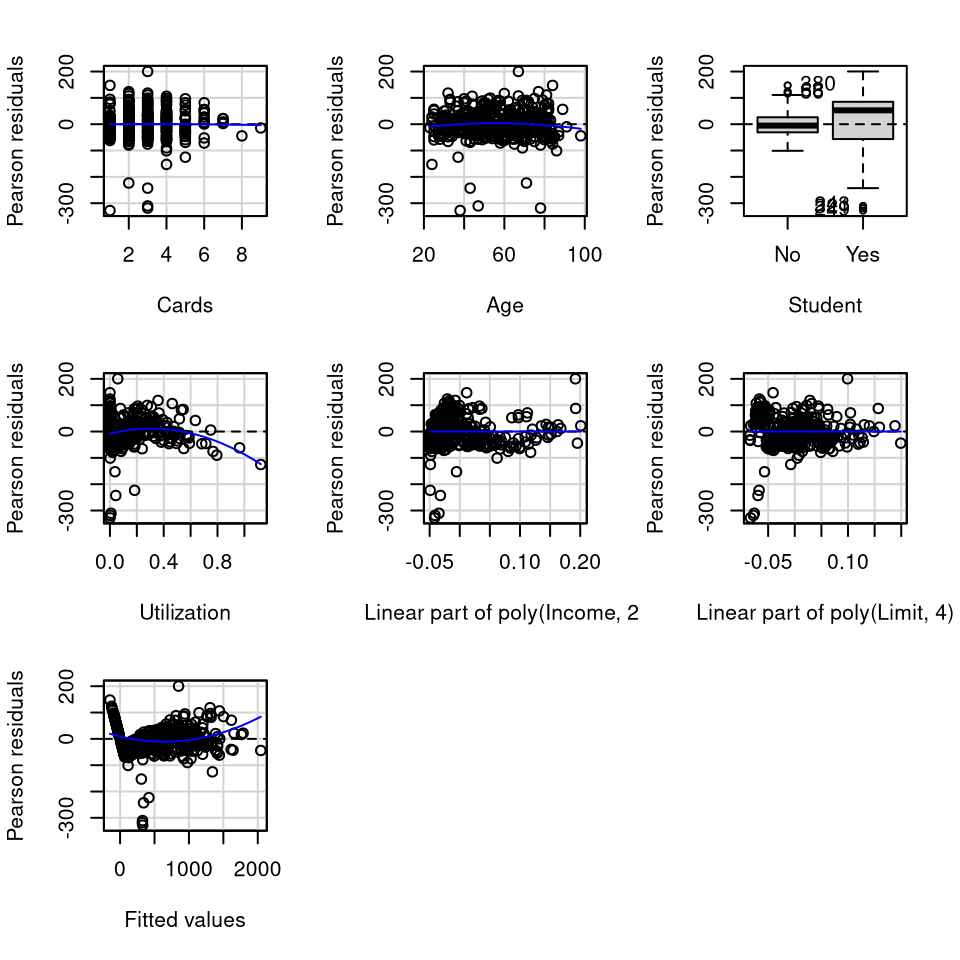 Pearson residuals
200
0
-300
2 4 6 8
Cards
Pearson residuals
200
0
-300
20 60 100
Age
Pearson residuals
200
0
-300
No Yes
Student
Pearson residuals
200
0
-300
0.0 0.4 0.8
Utilization
Pearson residuals
200
0
-300
-0.05 0.10 0.20
Linear part of poly(Income, 2
Pearson residuals
200
0
-300
-0.05 0.10
Linear part of poly(Limit, 4)
Pearson residuals
200
0
-300
0 1000 2000
Fitted values